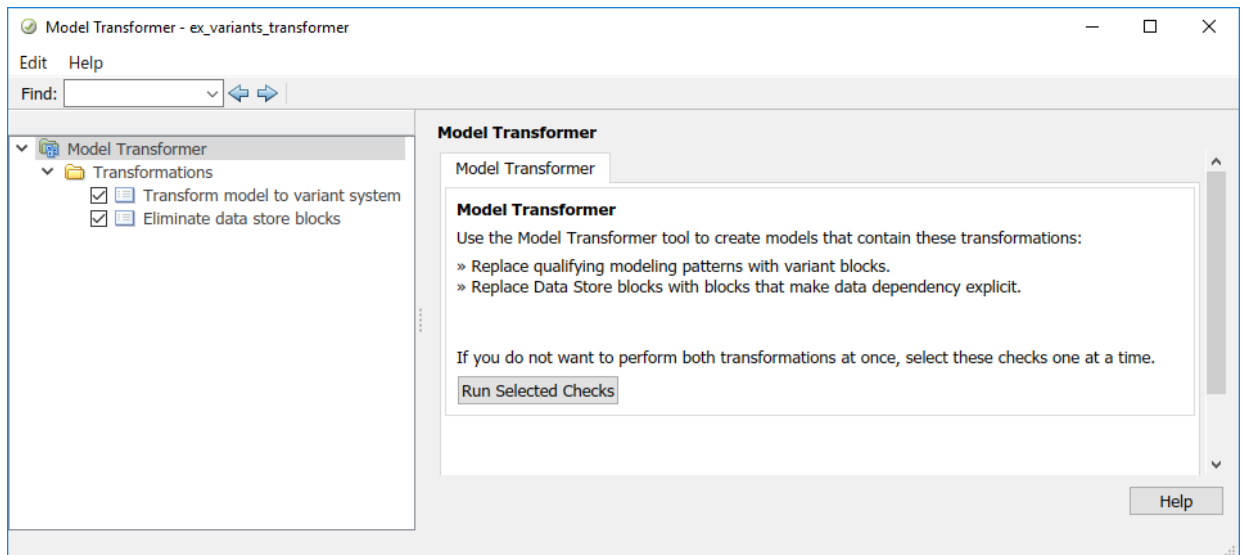 Model Transformer - ex_variants_transformer
Edit Help
Find:
Model Transformer
Transformations
Transform model to variant system
Eliminate data store blocks
Model Transformer
Model Transformer
Model Transformer
Use the Model Transformer tool to create models that contain these transformations:
» Replace qualifying modeling patterns with variant blocks.
» Replace Data Store blocks with blocks that make data dependency explicit.
If you do not want to perform both transformations at once, select these checks one at a time.
Run Selected Checks
Help